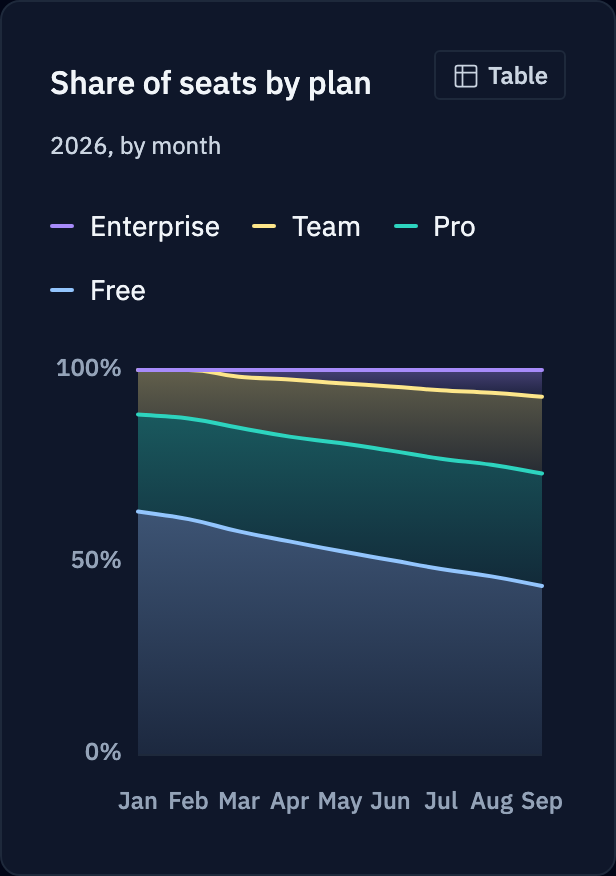 Share of seats by plan
Table
2026, by month
Enterprise Team Pro
Free
100%
50%
0%
Jan Feb Mar Apr May Jun Jul Aug Sep